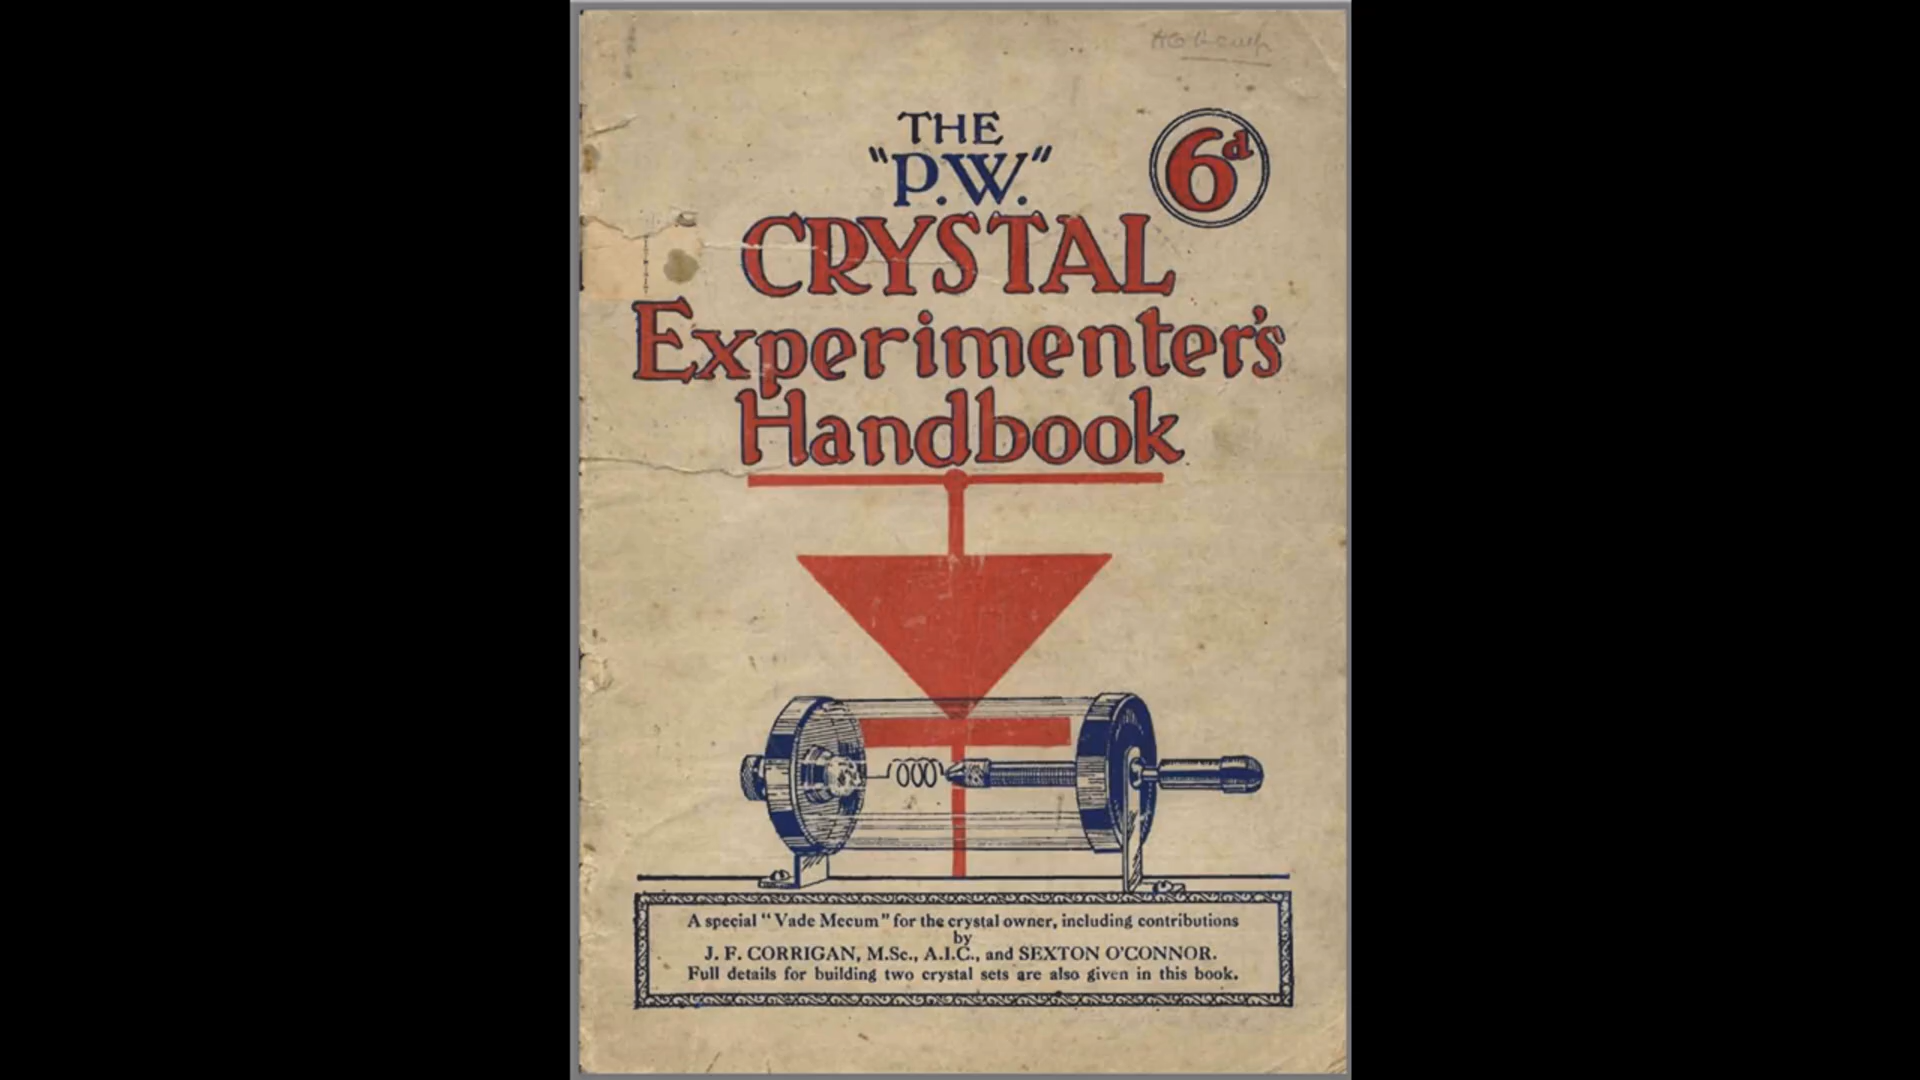 THE
"P.W."
6d
CRYSTAL
Experimenter's
Handbook
A special "Vade Mecum" for the crystal owner, including contributions
by
J. F. CORRIGAN, M.Sc., A.I.C., and SEXTON O'CONNOR.
Full details for building two crystal sets are also given in this book.